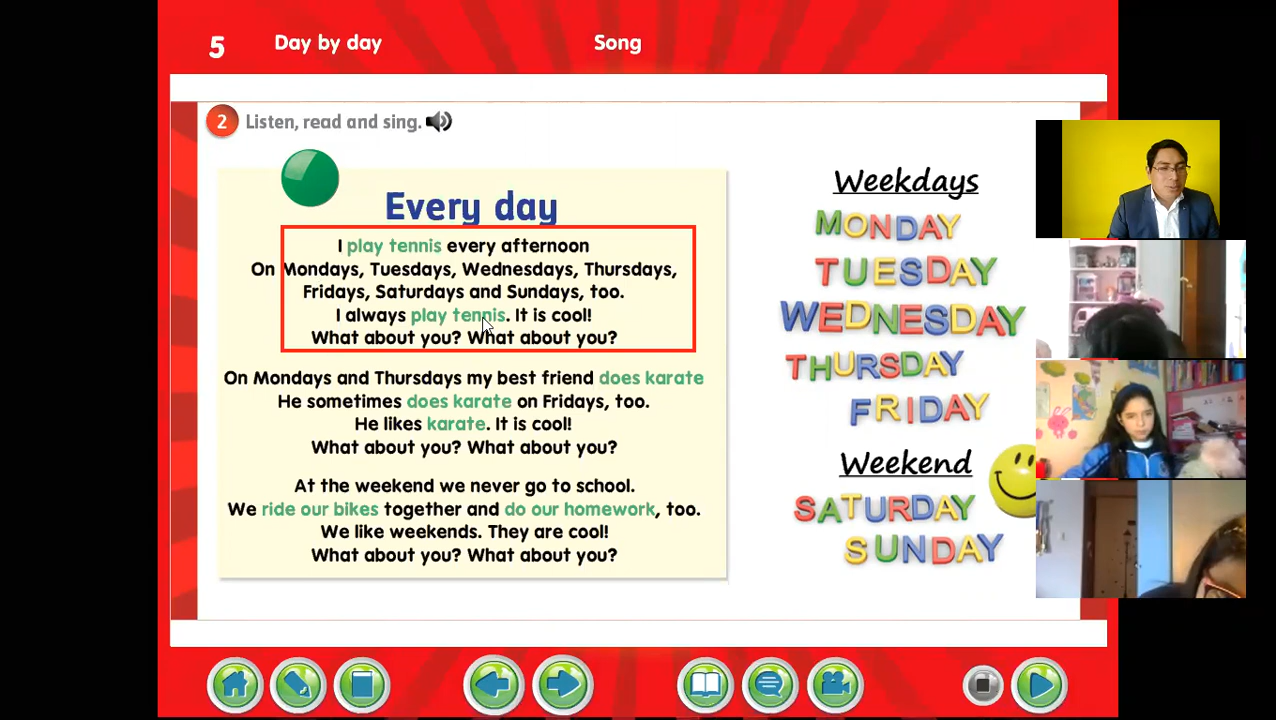 5 Day by day Song
2 Listen, read and sing.
Every day
I play tennis every afternoon
On Mondays, Tuesdays, Wednesdays, Thursdays,
Fridays, Saturdays and Sundays, too.
I always play tennis. It is cool!
What about you? What about you?
On Mondays and Thursdays my best friend does karate
He sometimes does karate on Fridays, too.
He likes karate. It is cool!
What about you? What about you?
At the weekend we never go to school.
We ride our bikes together and do our homework, too.
We like weekends. They are cool!
What about you? What about you?
Weekdays
MONDAY
TUESDAY
WEDNESDAY
THURSDAY
FRIDAY
Weekend
SATURDAY
SUNDAY